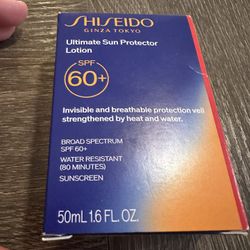 SHISEIDO
GINZA TOKYO
Ultimate Sun Protector
Lotion
SPF
60+
Invisible and breathable protection veil
strengthened by heat and water.
BROAD SPECTRUM
SPF 60+
WATER RESISTANT
(80 MINUTES)
SUNSCREEN
50mL 1.6 FL. OZ.